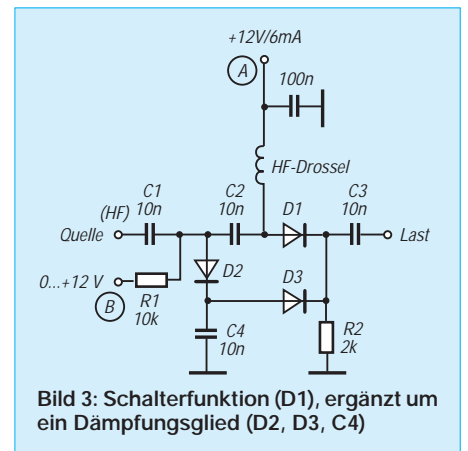 +12V/6mA
A
100n
HF-Drossel
C1
10n
C2
10n
D1
C3
10n
(HF)
Quelle
Last
0...+12 V
B
R1
10k
D2
D3
C4
10n
R2
2k
Bild 3: Schalterfunktion (D1), ergänzt um
ein Dämpfungsglied (D2, D3, C4)